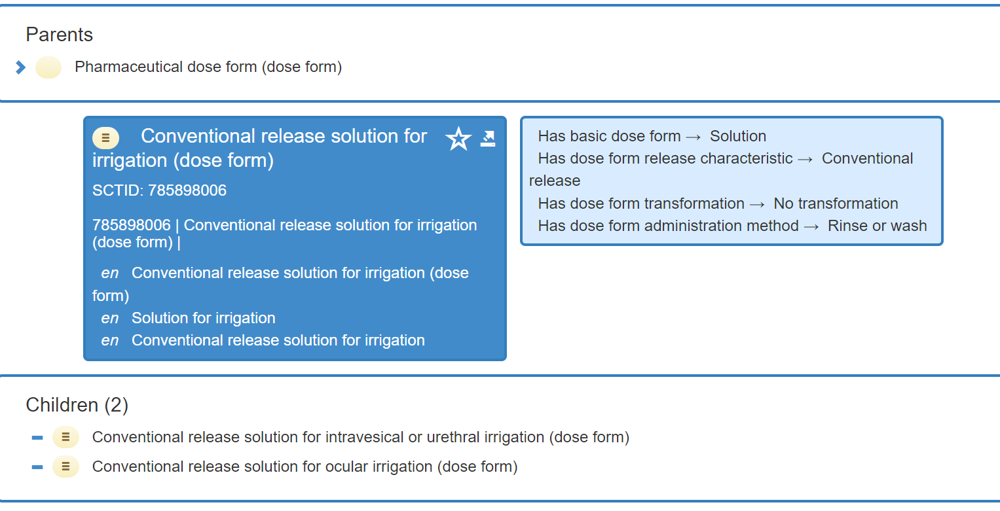 Parents
Pharmaceutical dose form (dose form)
Conventional release solution for
irrigation (dose form)
SCTID: 785898006
785898006 | Conventional release solution for irrigation
(dose form) |
en Conventional release solution for irrigation (dose
form)
en Solution for irrigation
en Conventional release solution for irrigation
Has basic dose form → Solution
Has dose form release characteristic → Conventional
release
Has dose form transformation → No transformation
Has dose form administration method → Rinse or wash
Children (2)
Conventional release solution for intravesical or urethral irrigation (dose form)
Conventional release solution for ocular irrigation (dose form)